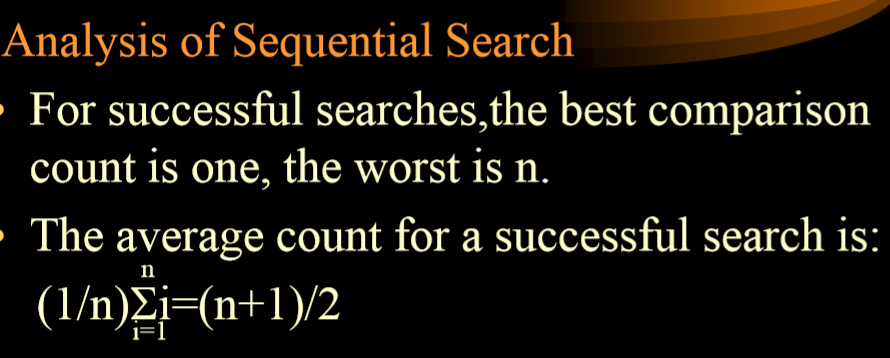 Analysis of Sequential Search
• For successful searches,the best comparison
count is one, the worst is n.
• The average count for a successful search is:
n
(1/n)Σi=(n+1)/2
i=1